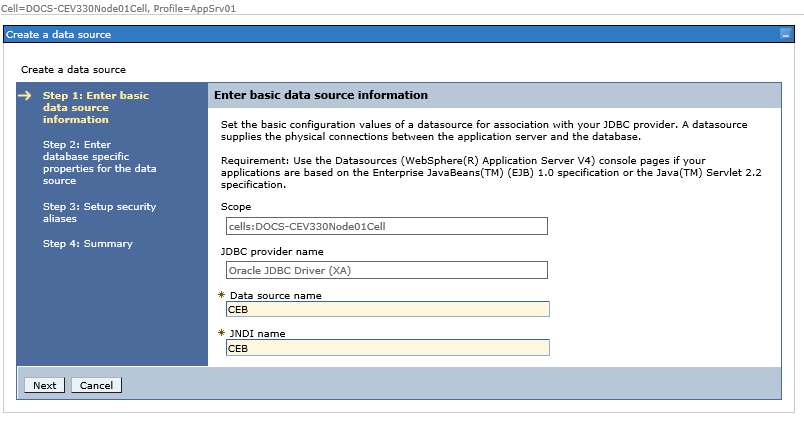 Cell=DOCS-CEV330Node01Cell, Profile=AppSrv01
Create a data source
Create a data source
Step 1: Enter basic
data source
information
Step 2: Enter
database specific
properties for the data
source
Step 3: Setup security
aliases
Step 4: Summary
Enter basic data source information
Set the basic configuration values of a datasource for association with your JDBC provider. A datasource
supplies the physical connections between the application server and the database.
Requirement: Use the Datasources (WebSphere(R) Application Server V4) console pages if your
applications are based on the Enterprise JavaBeans(TM) (EJB) 1.0 specification or the Java(TM) Servlet 2.2
specification.
Scope
cells:DOCS-CEV330Node01Cell
JDBC provider name
Oracle JDBC Driver (XA)
* Data source name
CEB
* JNDI name
CEB
Next Cancel